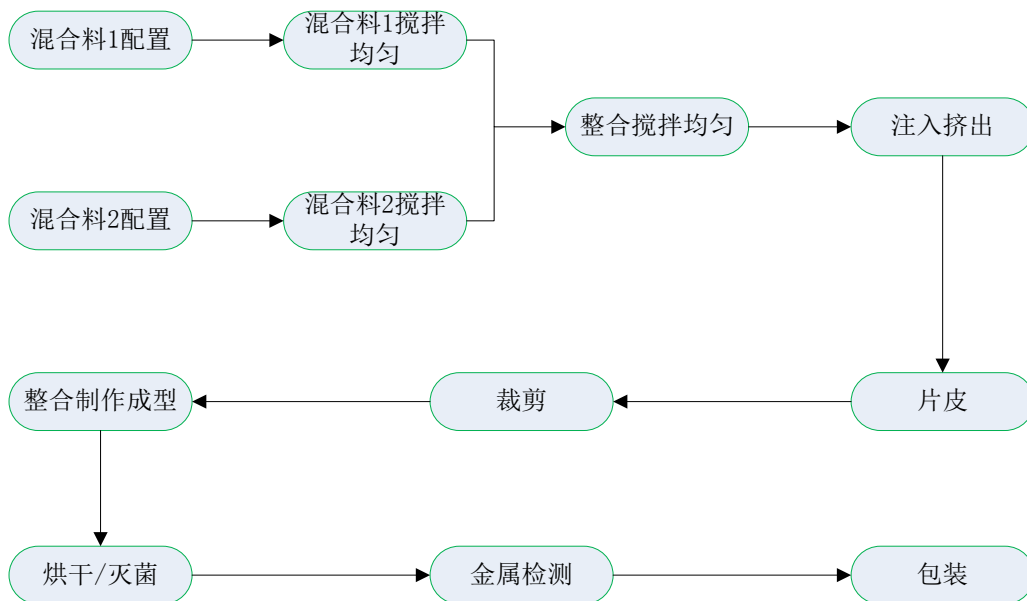 混合料1配置
混合料1搅拌
均匀
整合搅拌均匀
注入挤出
混合料2配置
混合料2搅拌
均匀
整合制作成型
裁剪
片皮
烘干/灭菌
金属检测
包装